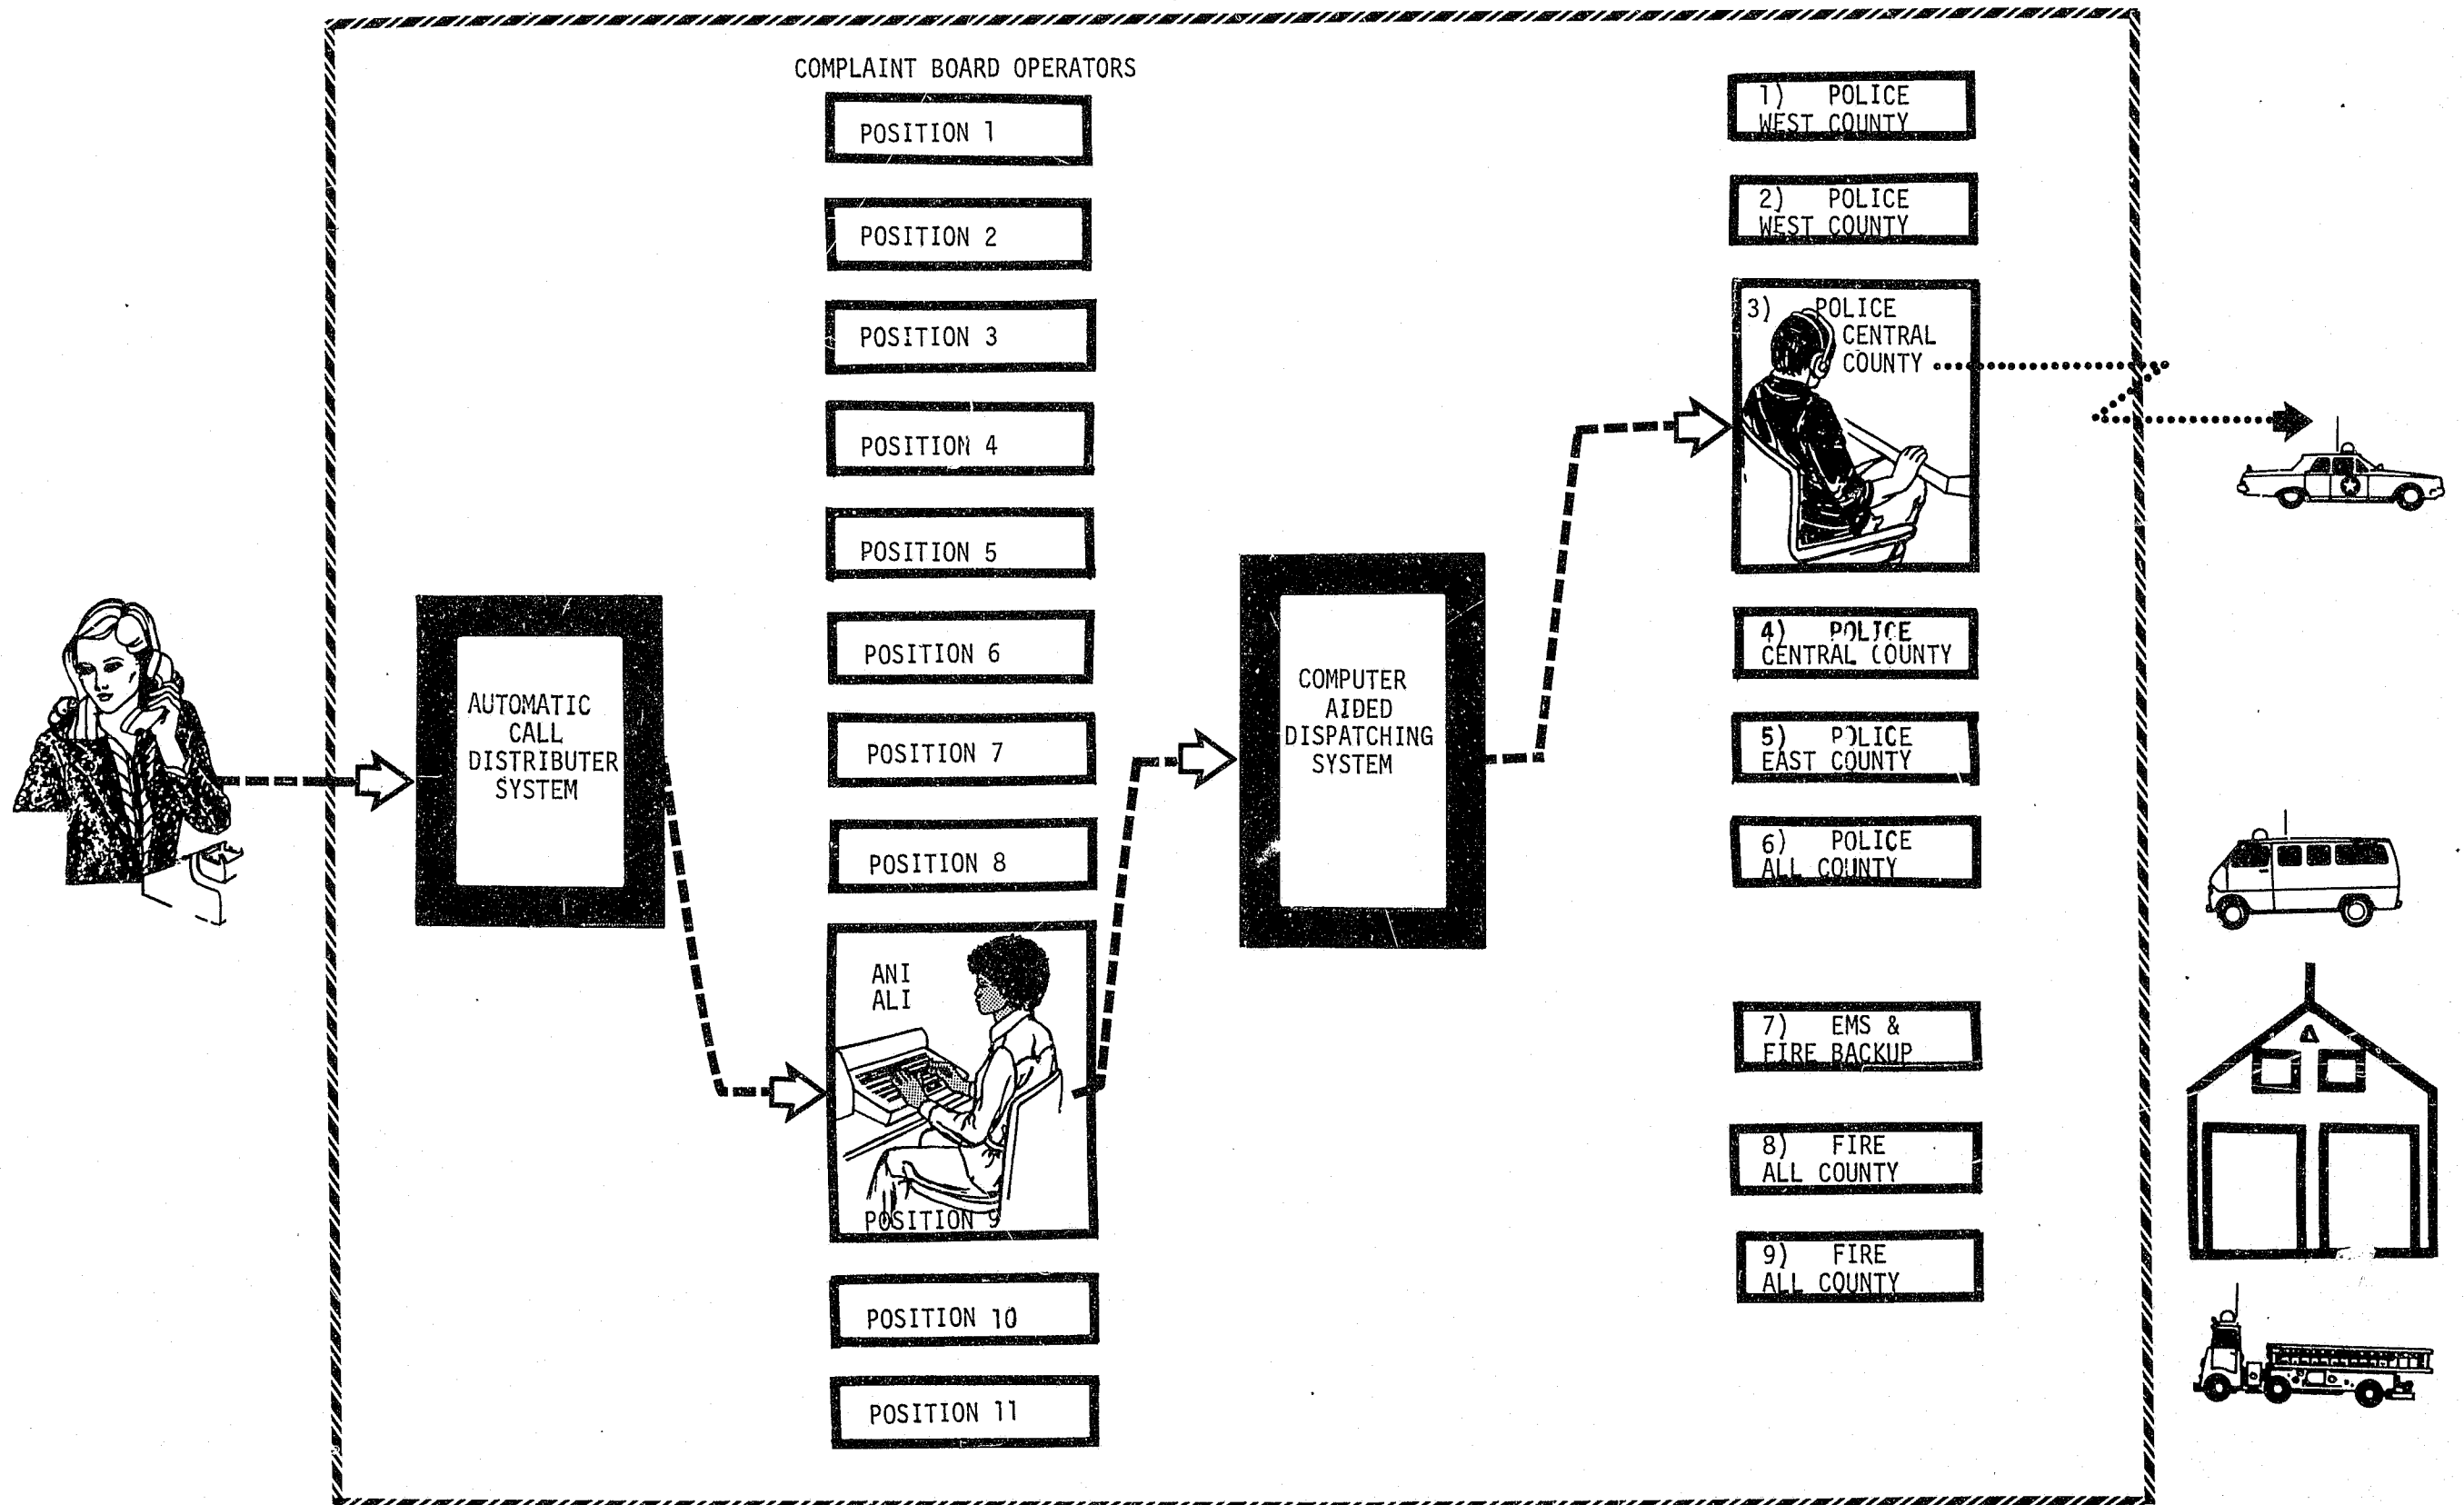 COMPLAINT BOARD OPERATORS
POSITION 1
POSITION 2
POSITION 3
POSITION 4
POSITION 5
POSITION 6
POSITION 7
POSITION 8
ANI
ALI
POSITION 9
POSITION 10
POSITION 11
AUTOMATIC
CALL
DISTRIBUTER
SYSTEM
COMPUTER
AIDED
DISPATCHING
SYSTEM
1) POLICE
WEST COUNTY
2) POLICE
WEST COUNTY
3) POLICE
CENTRAL
COUNTY
4) POLICE
CENTRAL COUNTY
5) POLICE
EAST COUNTY
6) POLICE
ALL COUNTY
7) EMS &
FIRE BACKUP
8) FIRE
ALL COUNTY
9) FIRE
ALL COUNTY